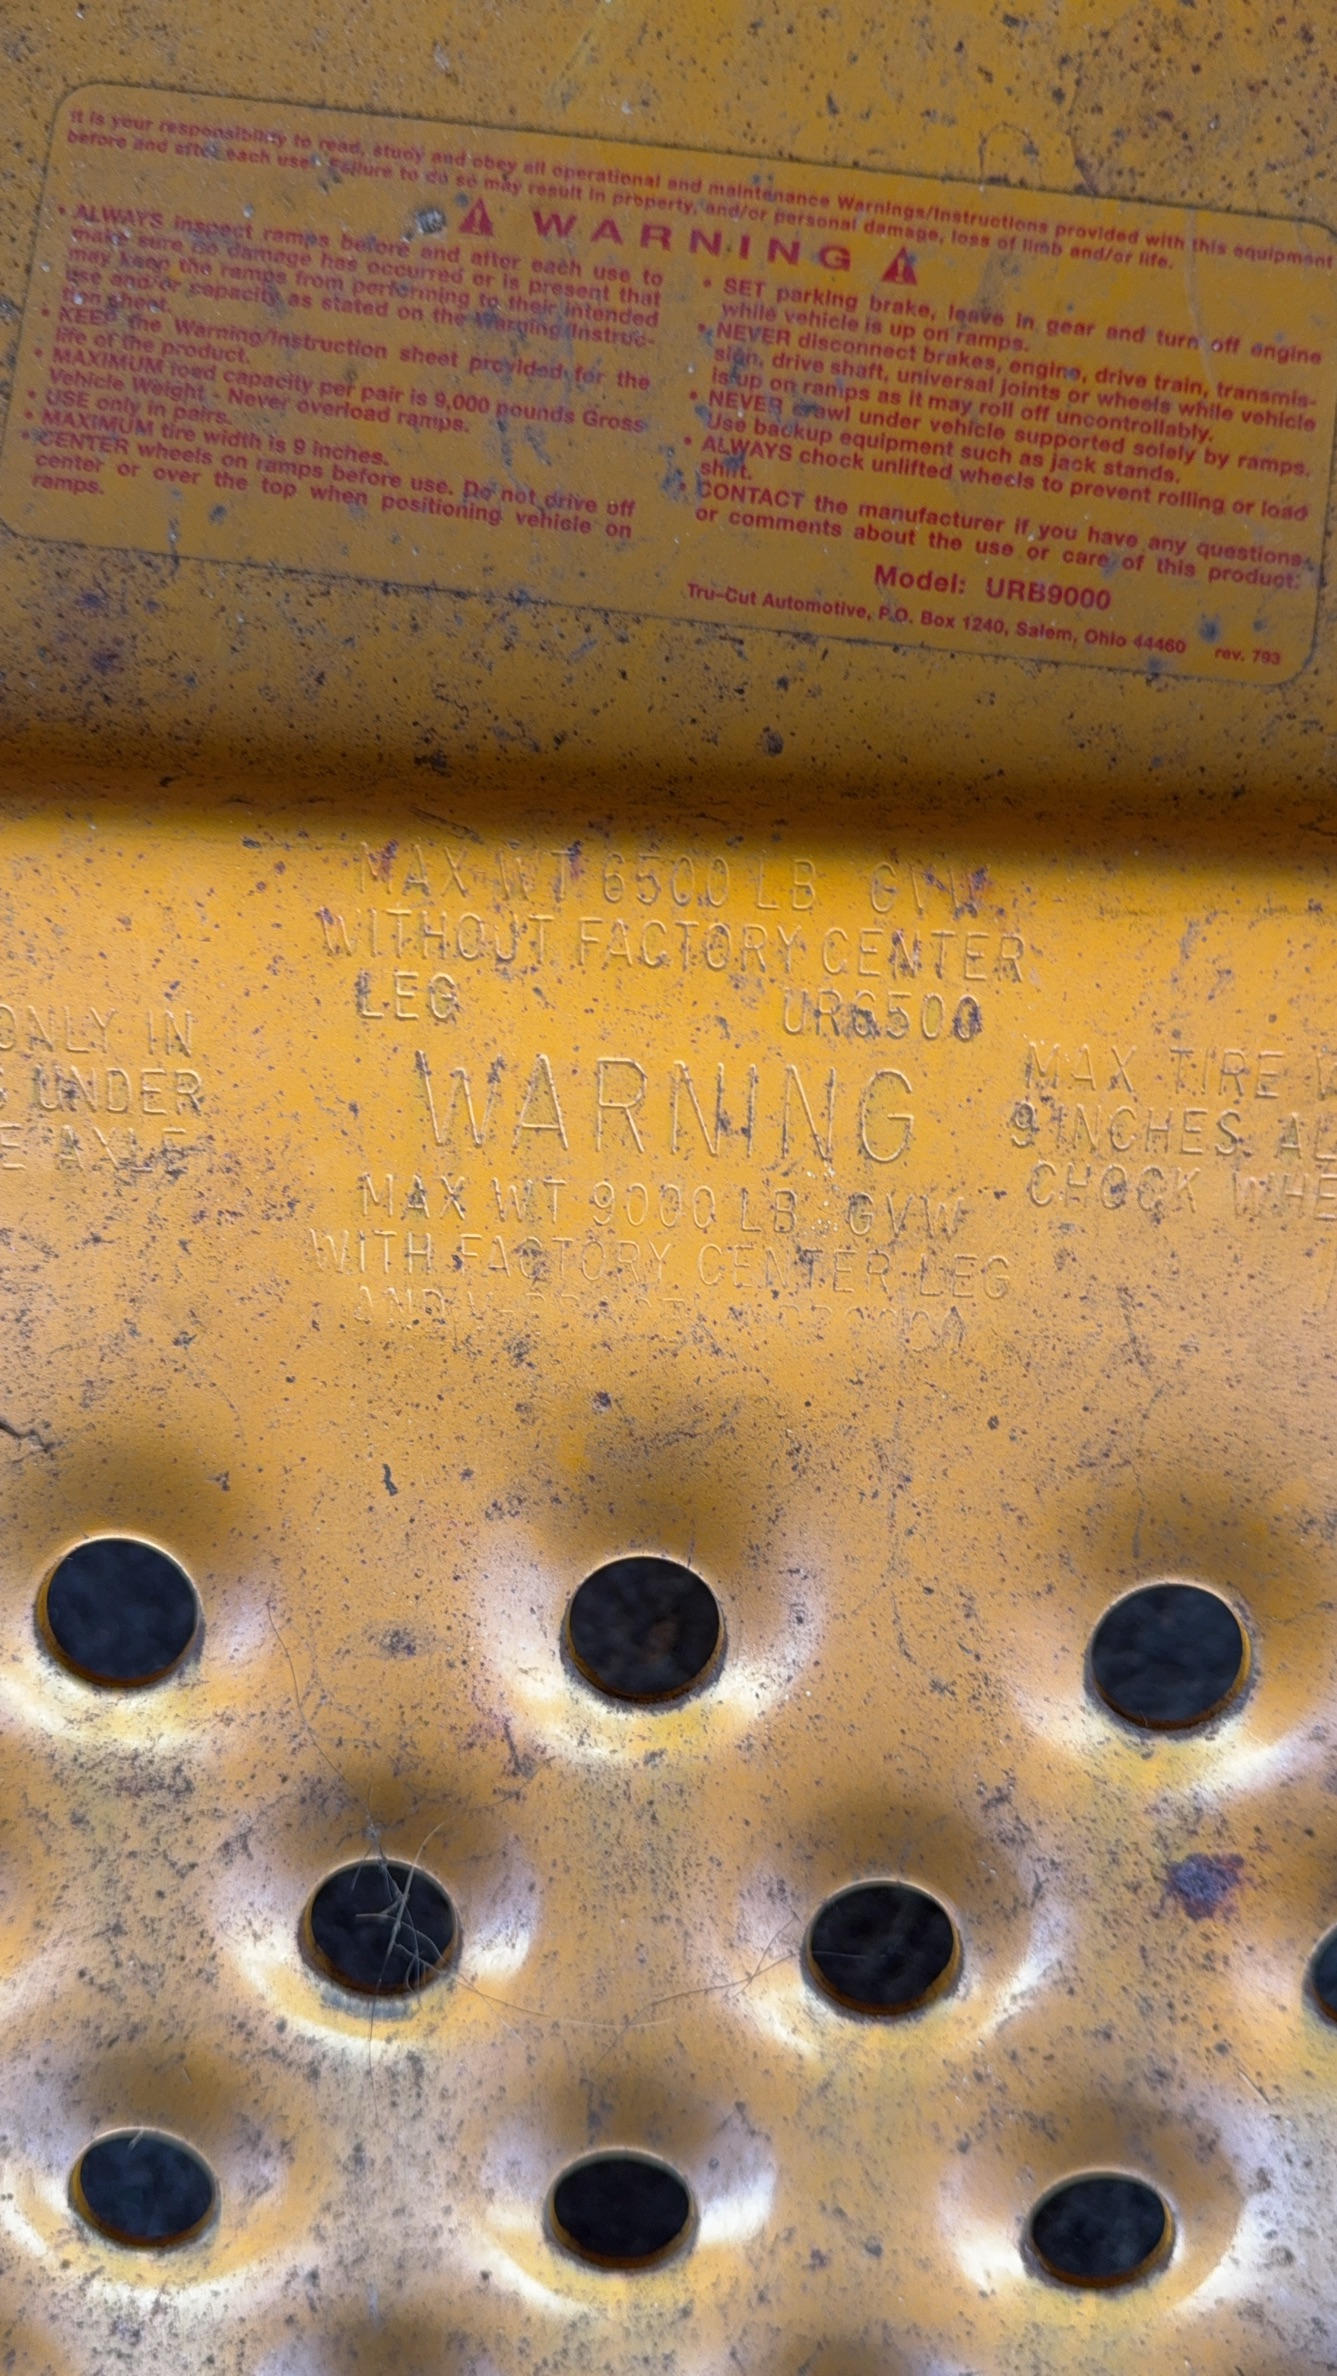 It is your responsibility to read, study and obey all operational and maintenance Warnings/Instructions provided with this equipment
before and after each use. Failure to do so may result in property, and/or personal damage, loss of limb and/or life.
WARNING
• ALWAYS inspect ramps before and after each use to
make sure no damage has occurred or is present that
may keep the ramps from performing to their intended
use and/or capacity as stated on the Warning/Instruc-
tion sheet.
• KEEP the Warning/Instruction sheet provided for the
life of the product.
• MAXIMUM load capacity per pair is 9,000 pounds Gross
Vehicle Weight - Never overload ramps.
• USE only in pairs.
• MAXIMUM tire width is 9 inches.
• CENTER wheels on ramps before use. Do not drive off
center or over the top when positioning vehicle on
ramps.
• SET parking brake, leave in gear and turn off engine
while vehicle is up on ramps.
• NEVER disconnect brakes, engine, drive train, transmis-
sion, drive shaft, universal joints or wheels while vehicle
is up on ramps as it may roll off uncontrollably.
• NEVER crawl under vehicle supported solely by ramps.
Use backup equipment such as jack stands.
• ALWAYS chock unlifted wheels to prevent rolling or load
shift.
• CONTACT the manufacturer if you have any questions
or comments about the use or care of this product:
Model: URB9000
Tru-Cut Automotive, P.O. Box 1240, Salem, Ohio 44460 rev. 793
MAX WT 6500 LB GVW
WITHOUT FACTORY CENTER
LEG UR6500
ONLY IN
UNDER
AXLE
WARNING
MAX WT 9000 LB GVW
WITH FACTORY CENTER LEG
AND
MAX TIRE
9 INCHES. AL
CHOCK WHE